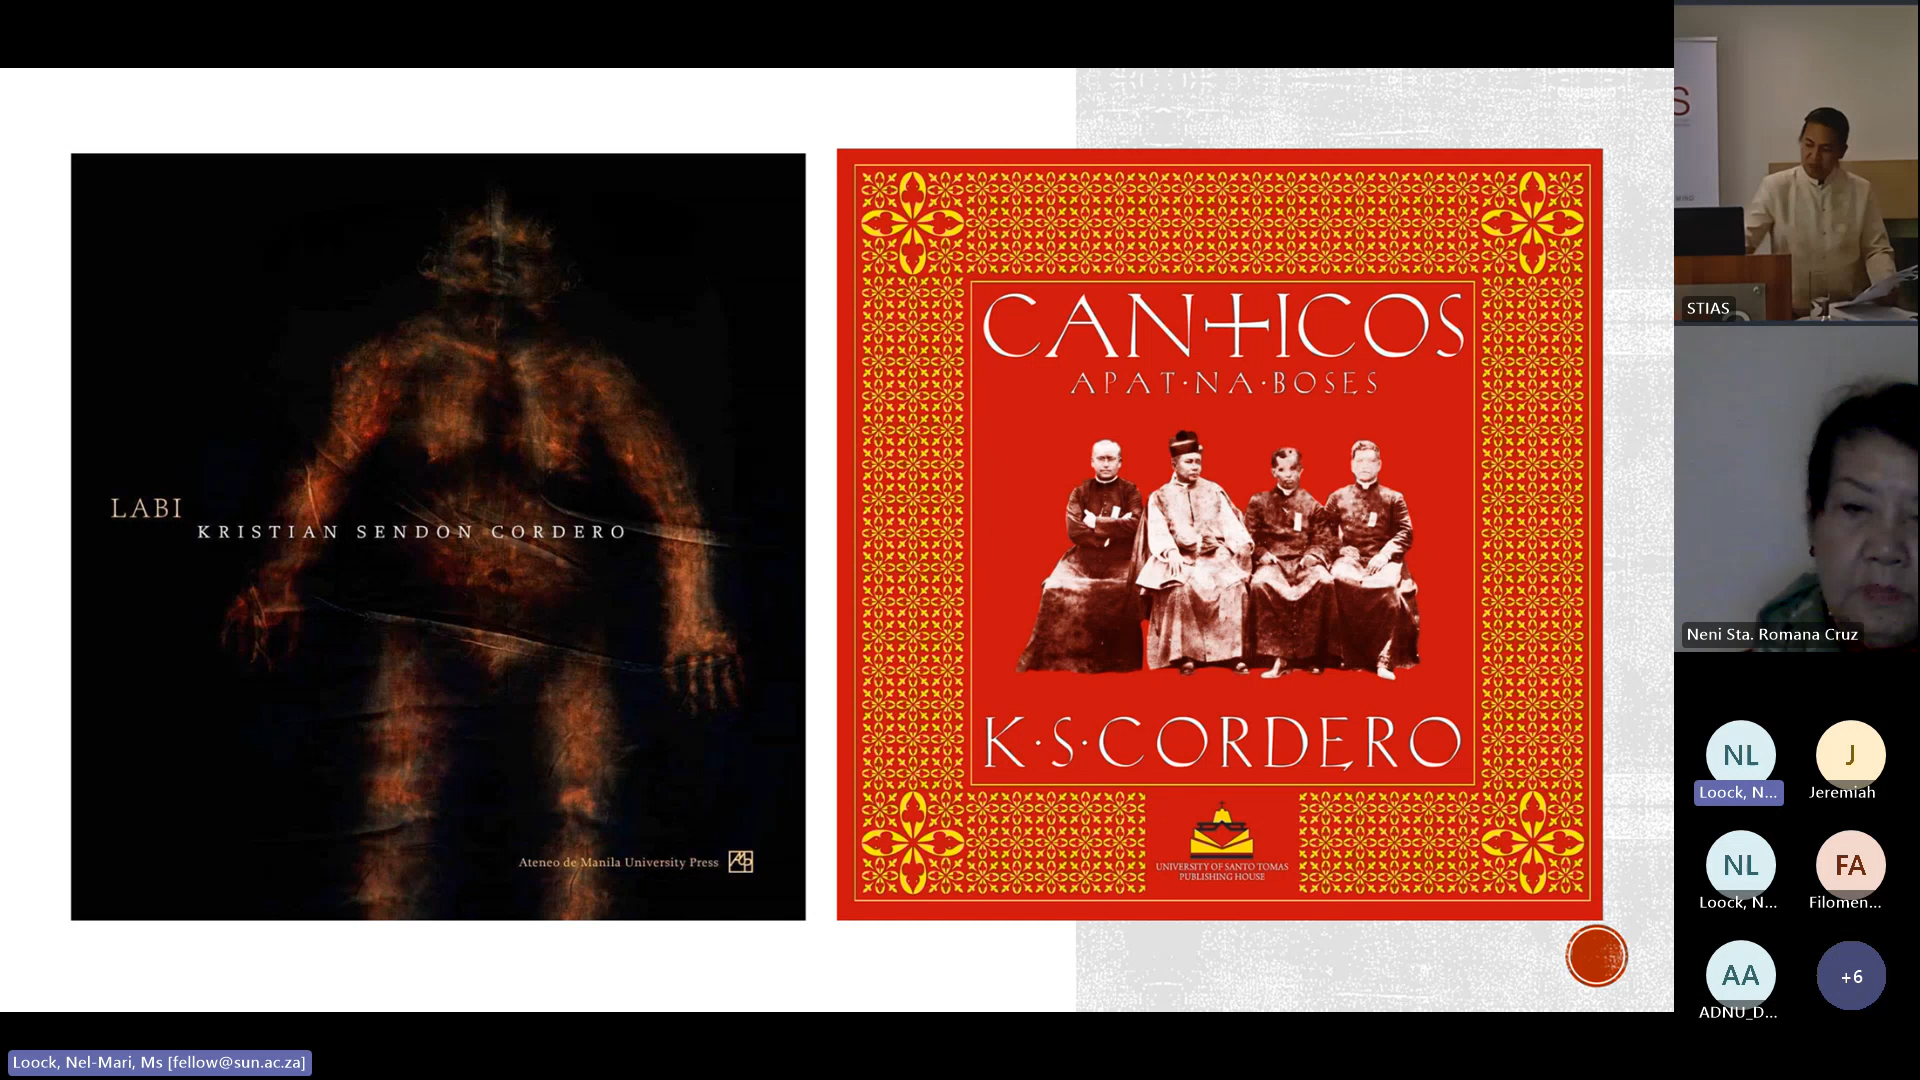 LABI
KRISTIAN SENDON CORDERO
Ateneo de Manila University Press
CANTICOS
APAT·NA·BOSES
K·S·CORDERO
UNIVERSITY OF SANTO TOMAS
PUBLISHING HOUSE
S
MIND
STIAS
Neni Sta. Romana Cruz
NL
Loock, N...
J
Jeremiah
NL
Loock, N...
FA
Filomen...
AA
ADNU_D...
+6
Loock, Nel-Mari, Ms [fellow@sun.ac.za]